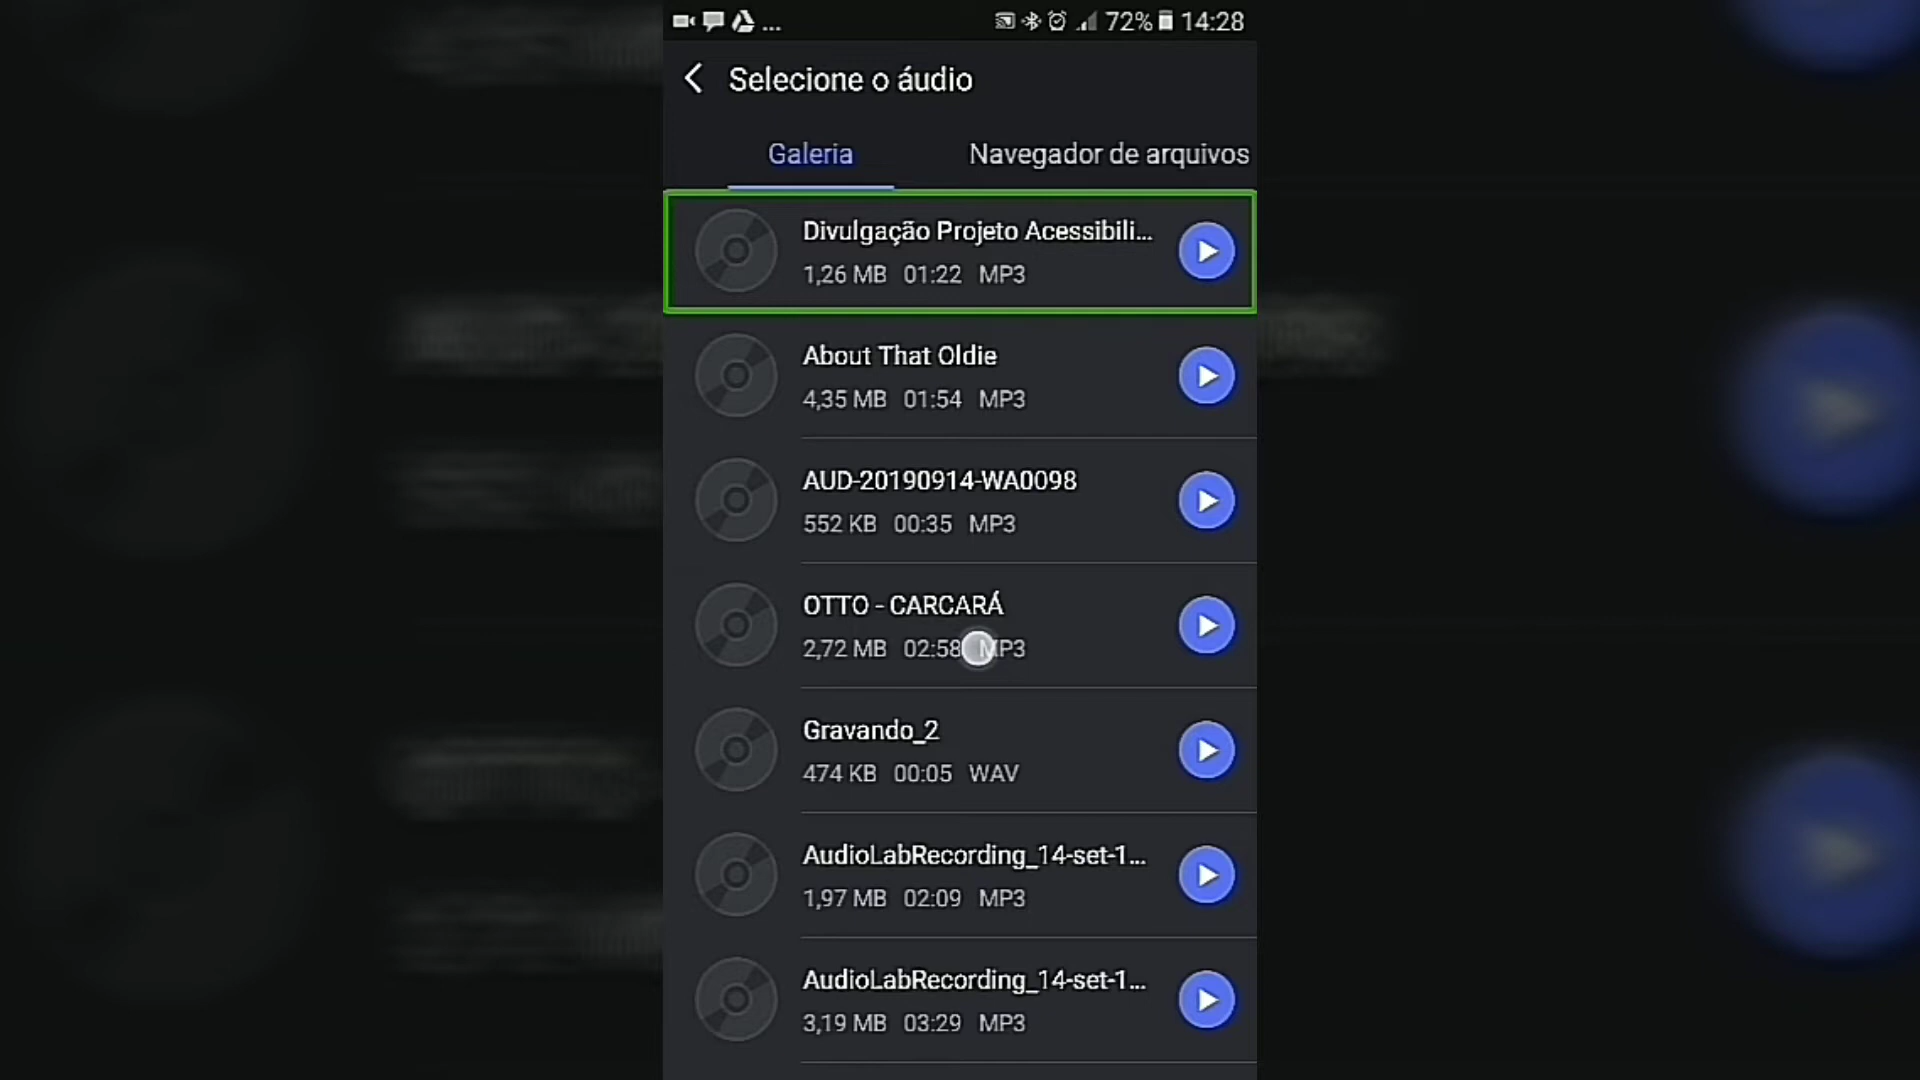 ... 72% 14:28
Selecione o áudio
Galeria Navegador de arquivos
Divulgação Projeto Acessibili...
1,26 MB 01:22 MP3
About That Oldie
4,35 MB 01:54 MP3
AUD-20190914-WA0098
552 KB 00:35 MP3
OTTO - CARCARÁ
2,72 MB 02:58 MP3
Gravando_2
474 KB 00:05 WAV
AudioLabRecording_14-set-1...
1,97 MB 02:09 MP3
AudioLabRecording_14-set-1...
3,19 MB 03:29 MP3